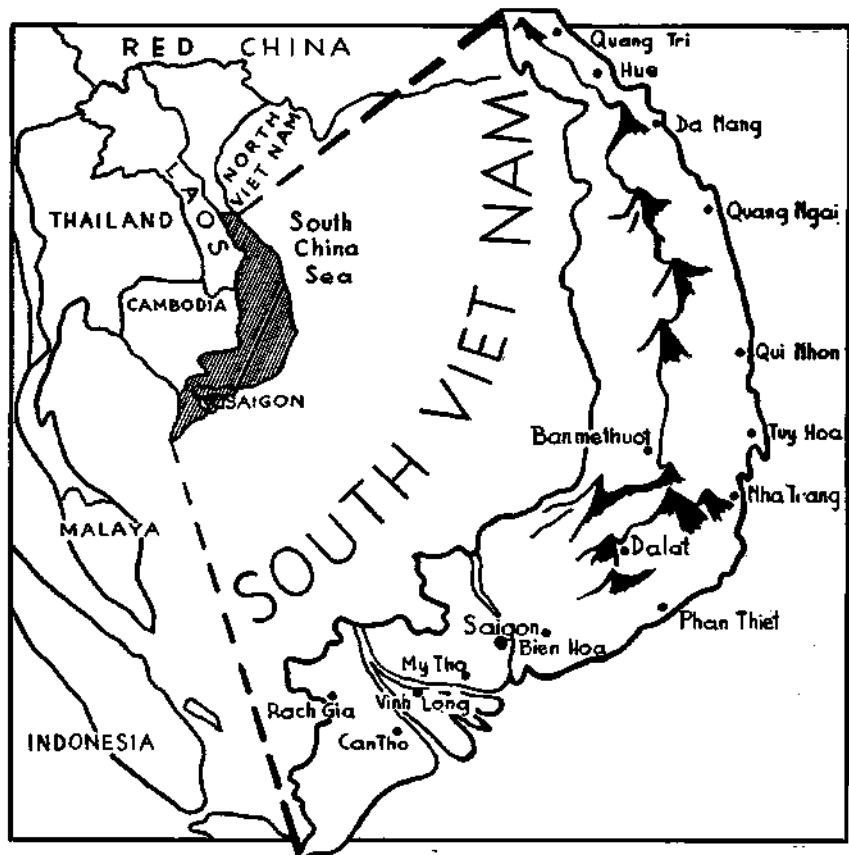 RED CHINA
NORTH
VIET NAM
LAOS
THAILAND
South
China
Sea
CAMBODIA
SAIGON
MALAYA
INDONESIA
SOUTH VIET NAM
Quang Tri
Hue
Da Nang
Quang Ngai
Qui Nhon
Tuy Hoa
Banmethuot
Nha Trang
Dalat
Phan Thiet
Saigon
Bien Hoa
My Tho
Vinh Long
Rach Gia
Can Tho